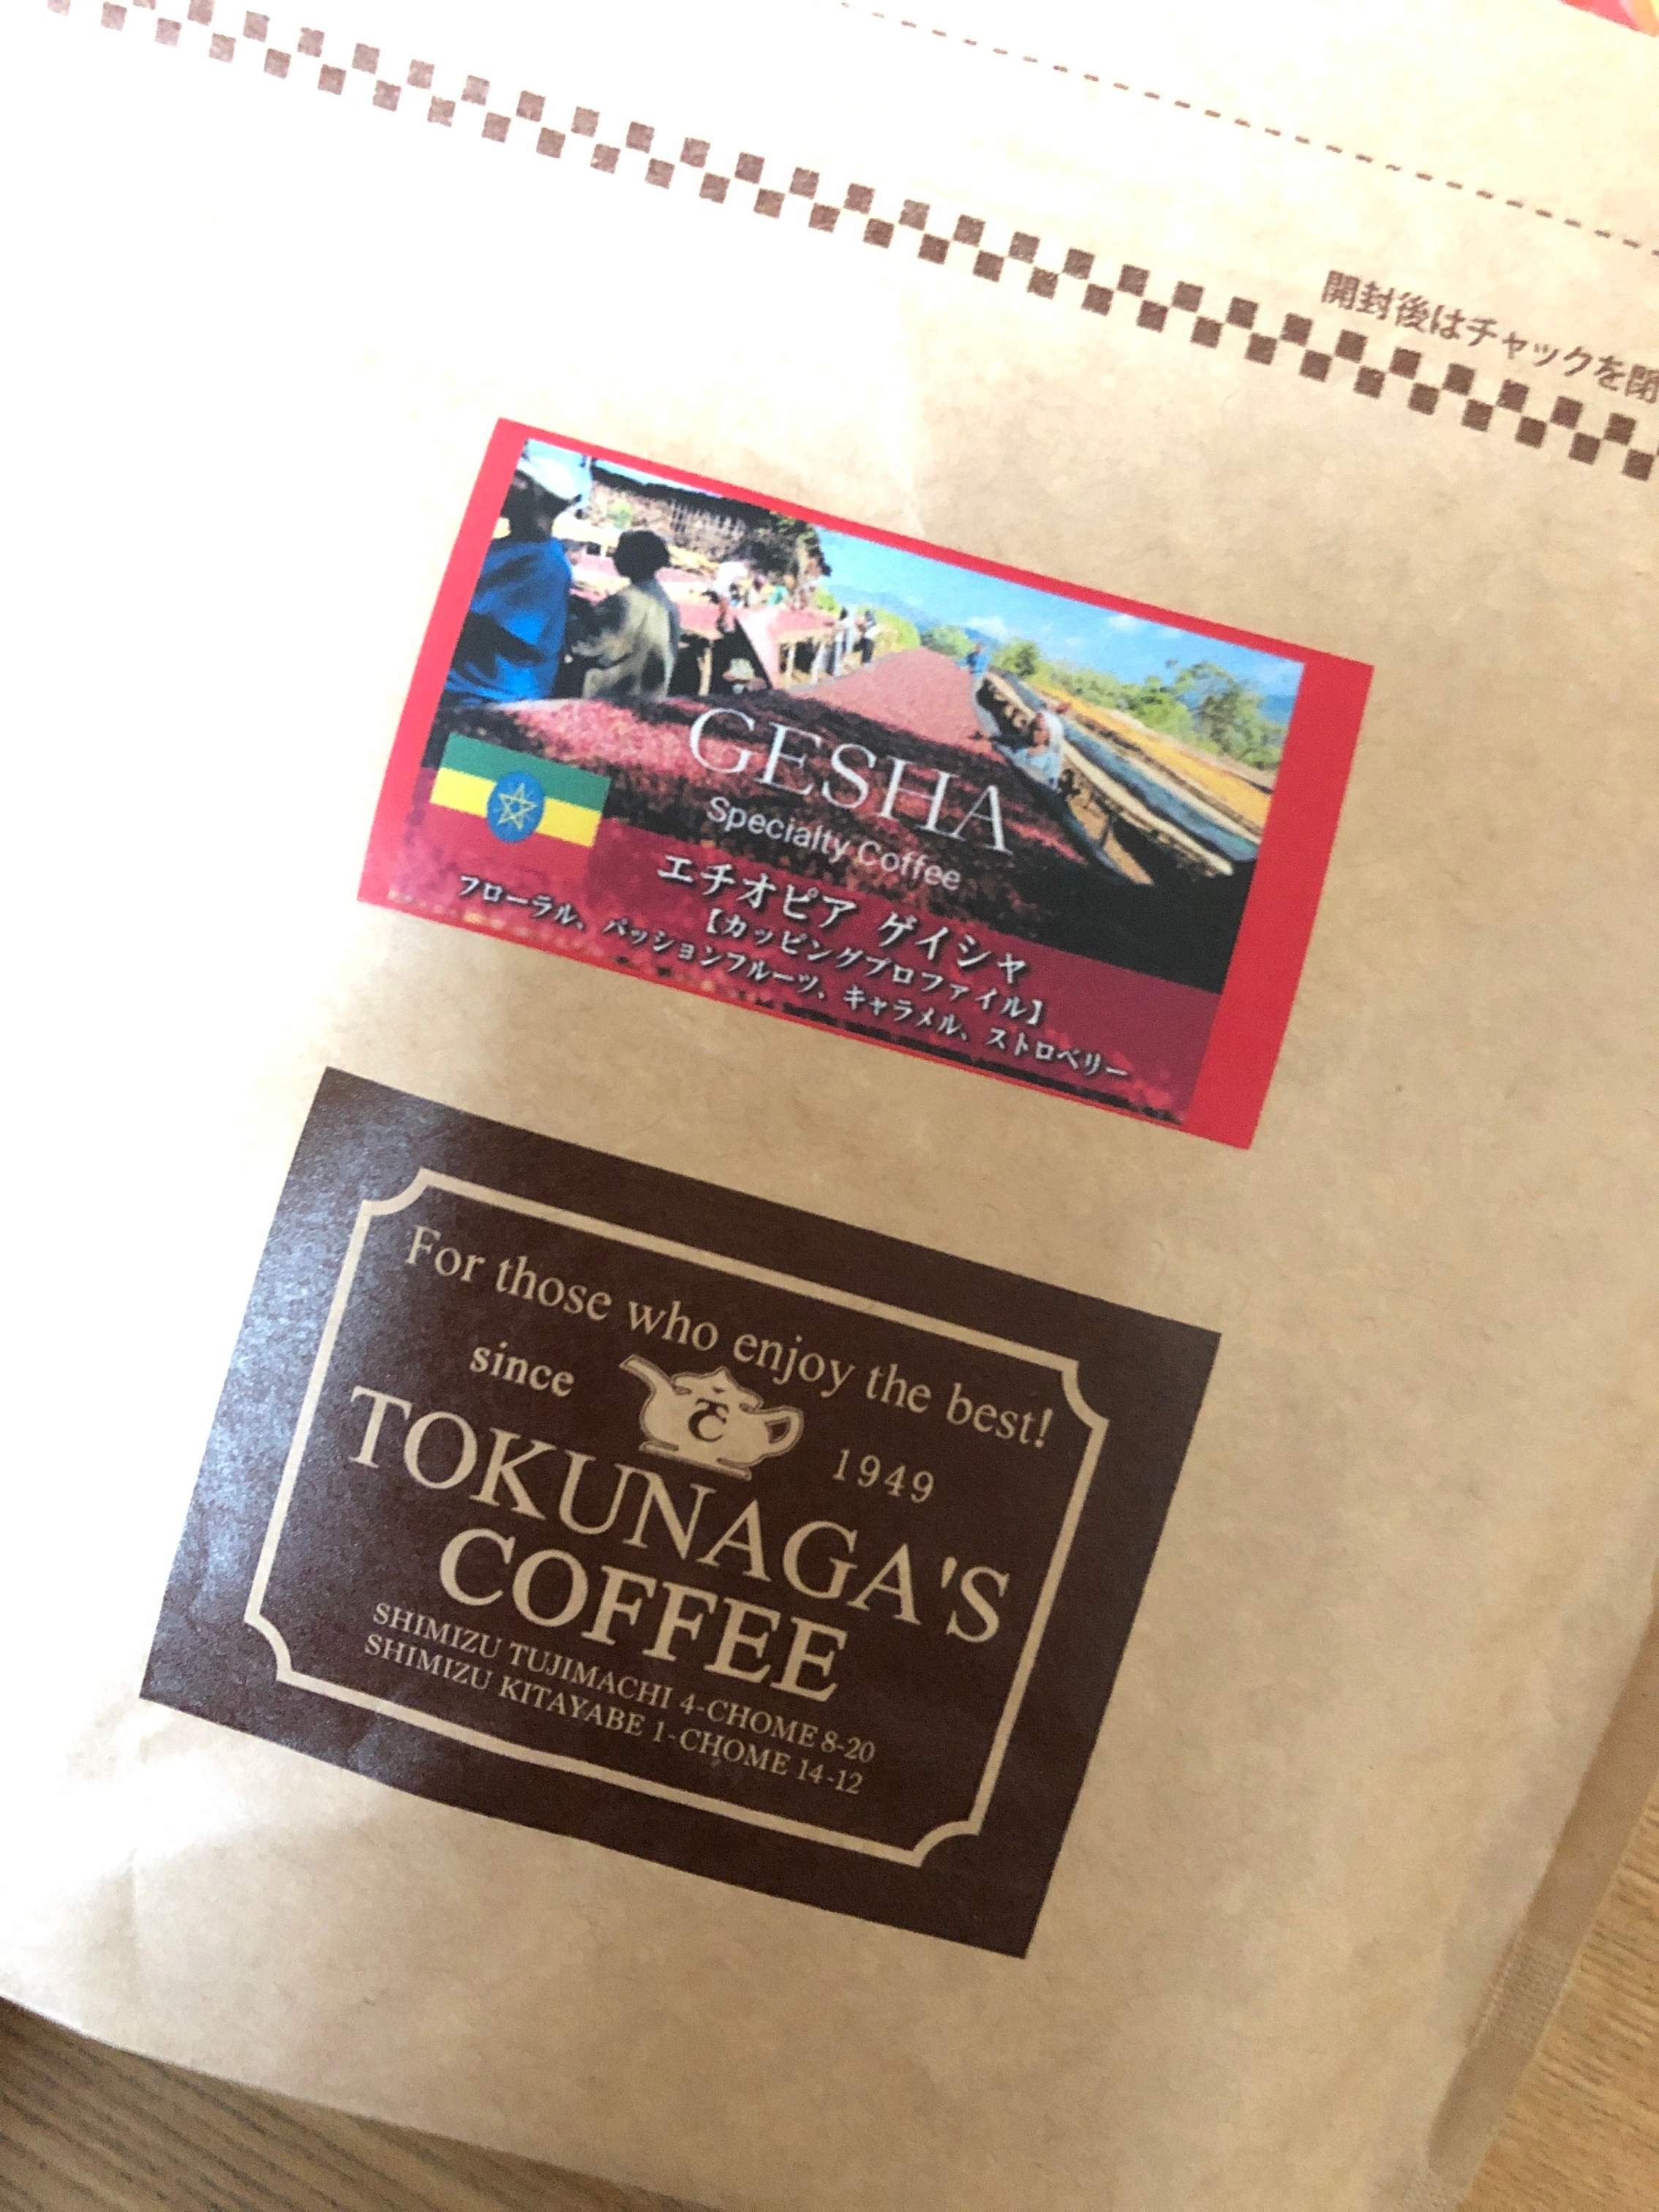 開封後はチャックを閉
GESHA
Specialty Coffee
エチオピア ゲイシャ
【カッピングプロファイル】
フローラル、パッションフルーツ、キャラメル、ストロベリー
For those who enjoy the best!
since 1949
TOKUNAGA'S
COFFEE
SHIMIZU TUJIMACHI 4-CHOME 8-20
SHIMIZU KITAYABE 1-CHOME 14-12